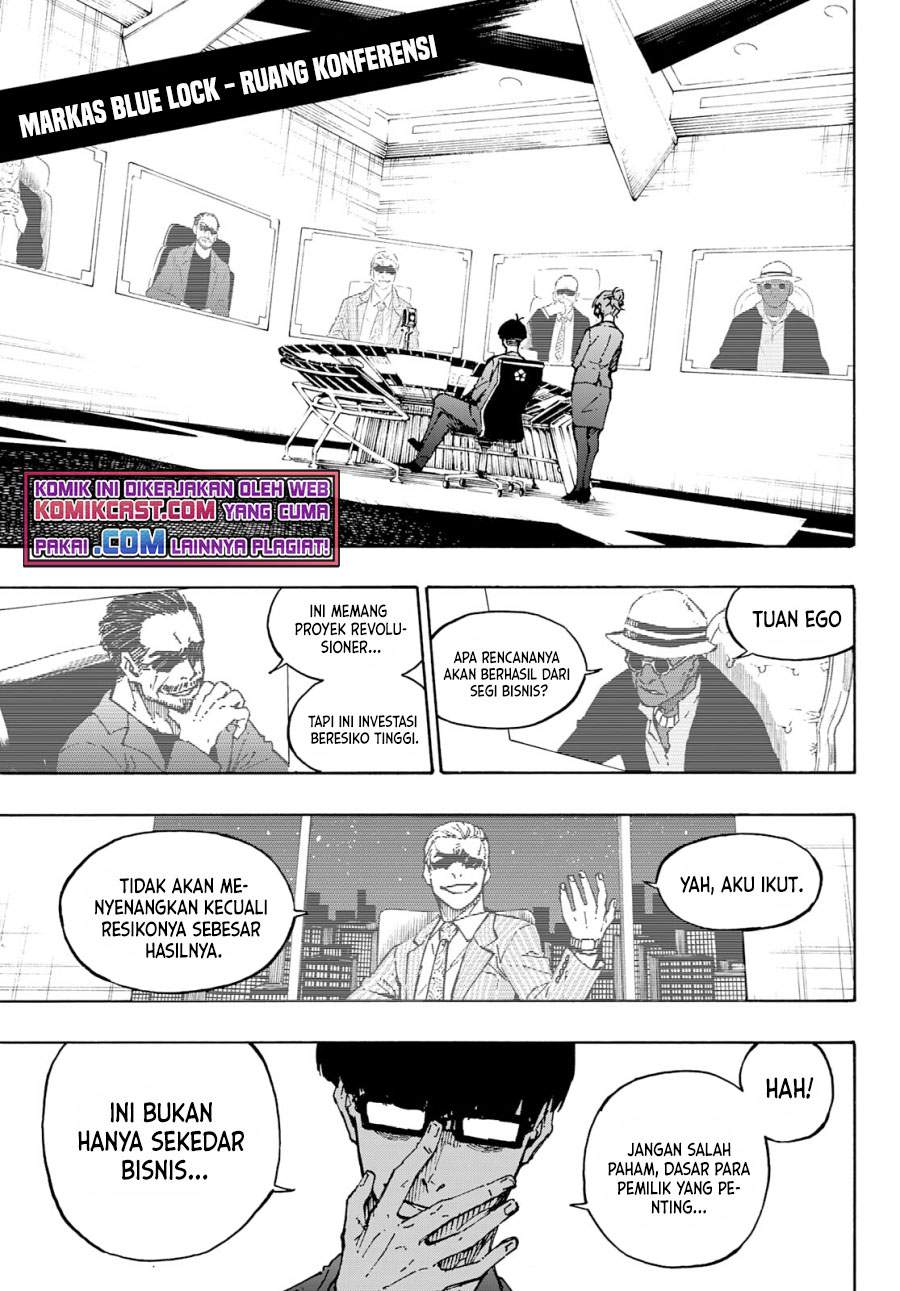 MARKAS BLUE LOCK – RUANG KONFERENSI
KOMIK INI DIKERJAKAN OLEH WEB
KOMIKCAST.COM YANG CUMA
PAKAI .COM LAINNYA PLAGIAT!
TUAN EGO
APA RENCANANYA
AKAN BERHASIL DARI
SEGI BISNIS?
INI MEMANG
PROYEK REVOLU-
SIONER...
TAPI INI INVESTASI
BERESIKO TINGGI.
YAH, AKU IKUT.
TIDAK AKAN ME-
NYENANGKAN KECUALI
RESIKONYA SEBESAR
HASILNYA.
HAH!
JANGAN SALAH
PAHAM, DASAR PARA
PEMILIK YANG PE-
NTING...
INI BUKAN
HANYA SEKEDAR
BISNIS...